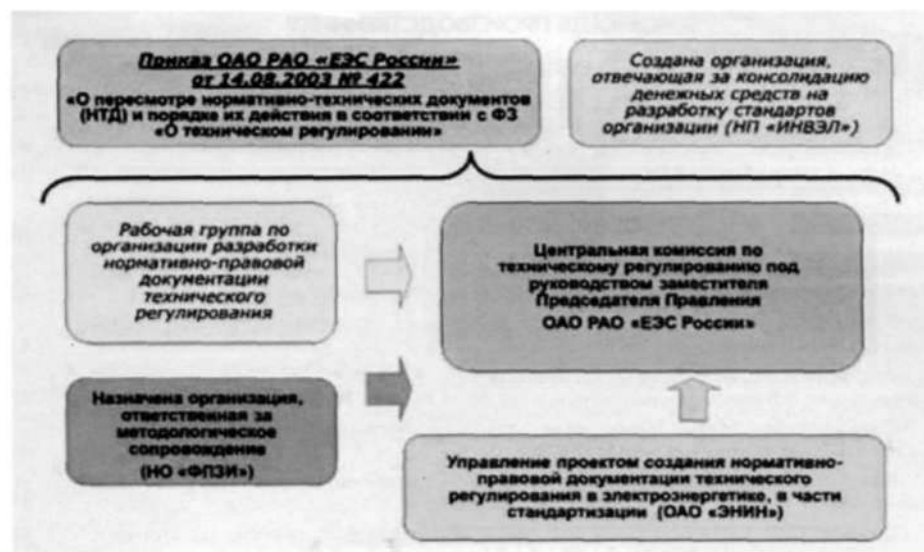 Приказ ОАО РАО «ЕЭС России»
от 14.08.2003 № 422
«О пересмотре нормативно-технических документов
(НТД) и порядке их действия в соответствии с ФЗ
«О техническом регулировании»
Создана организация,
отвечающая за консолидацию
денежных средств на
разработку стандартов
организации (НП «ИНВЭЛ»)
Рабочая группа по
организации разработки
нормативно-правовой
документации
технического
регулирования
Центральная комиссия по
техническому регулированию под
руководством заместителя
Председателя Правления
ОАО РАО «ЕЭС России»
Назначена организация,
ответственная за
методологическое
сопровождение
(НО «ФПЗИ»)
Управление проектом создания нормативно-
правовой документации технического
регулирования в электроэнергетике, в части
стандартизации (ОАО «ЭНИН»)